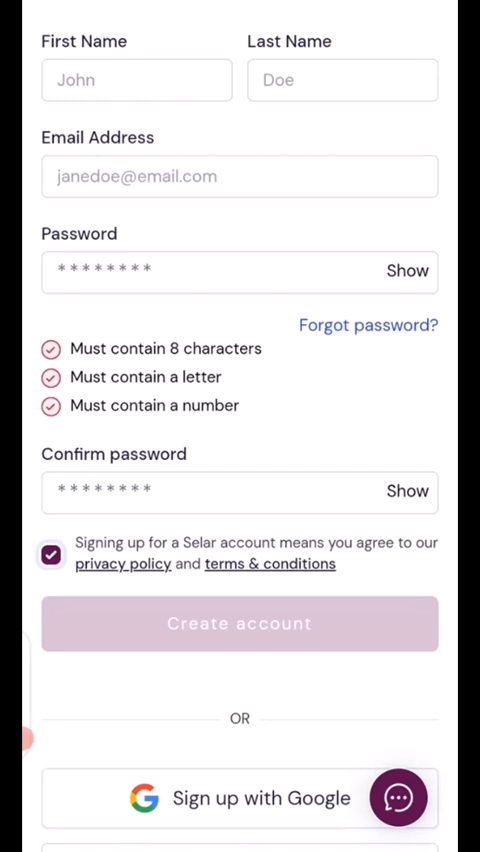 First Name
Last Name
John
Doe
Email Address
janedoe@email.com
Password
********
Show
Forgot password?
Must contain 8 characters
Must contain a letter
Must contain a number
Confirm password
********
Show
Signing up for a Selar account means you agree to our
privacy policy and terms & conditions
Create account
OR
Sign up with Google